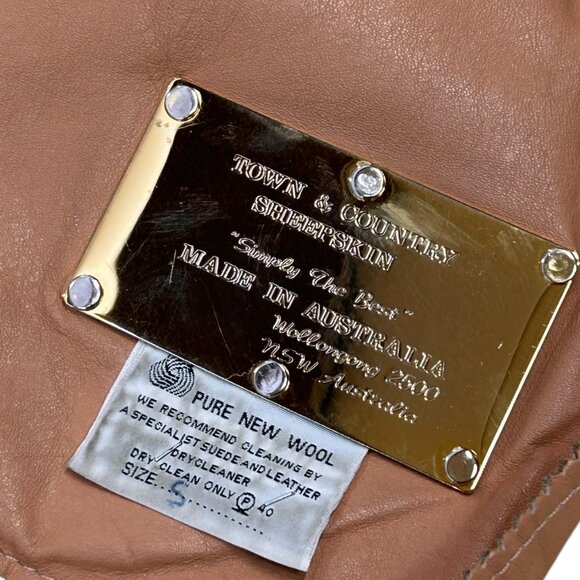 TOWN & COUNTRY
SHEEPSKIN
"Simply The Best"
MADE IN AUSTRALIA
Wollongong 2500
NSW Australia
PURE NEW WOOL
WE RECOMMEND CLEANING BY
A SPECIALIST SUEDE AND LEATHER
DRYCLEANER
DRY CLEAN ONLY Ⓟ 40
SIZE S